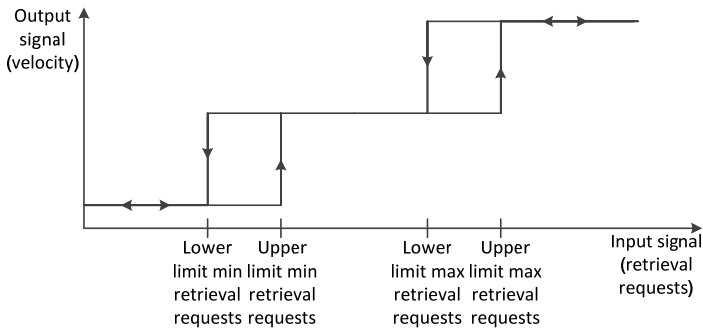 Output
signal
(velocity)
Lower
limit min
retrieval
requests
Upper
limit min
retrieval
requests
Lower
limit max
retrieval
requests
Upper
limit max
retrieval
requests
Input signal
(retrieval
requests)